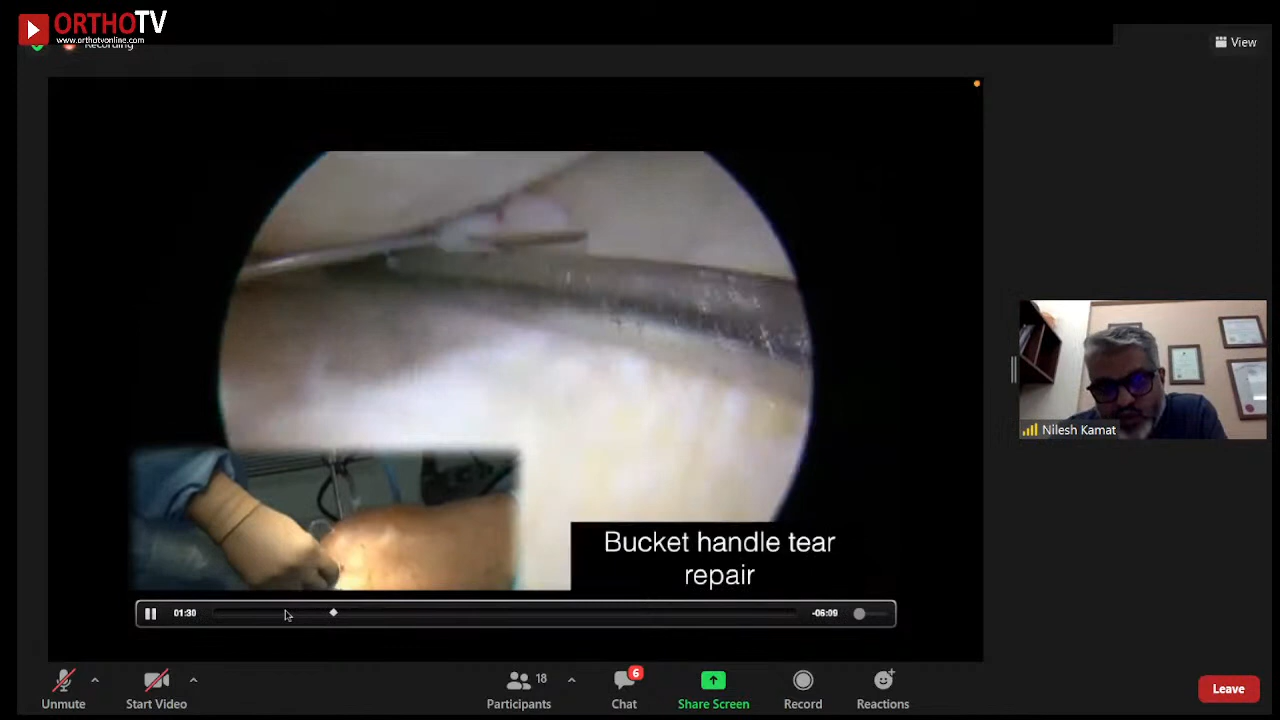 ORTHOTV
www.orthotvonline.com
Recording
View
Nilesh Kamat
Bucket handle tear
repair
01:30
-06:09
6
18
Unmute
Start Video
Participants
Chat
Share Screen
Record
Reactions
Leave